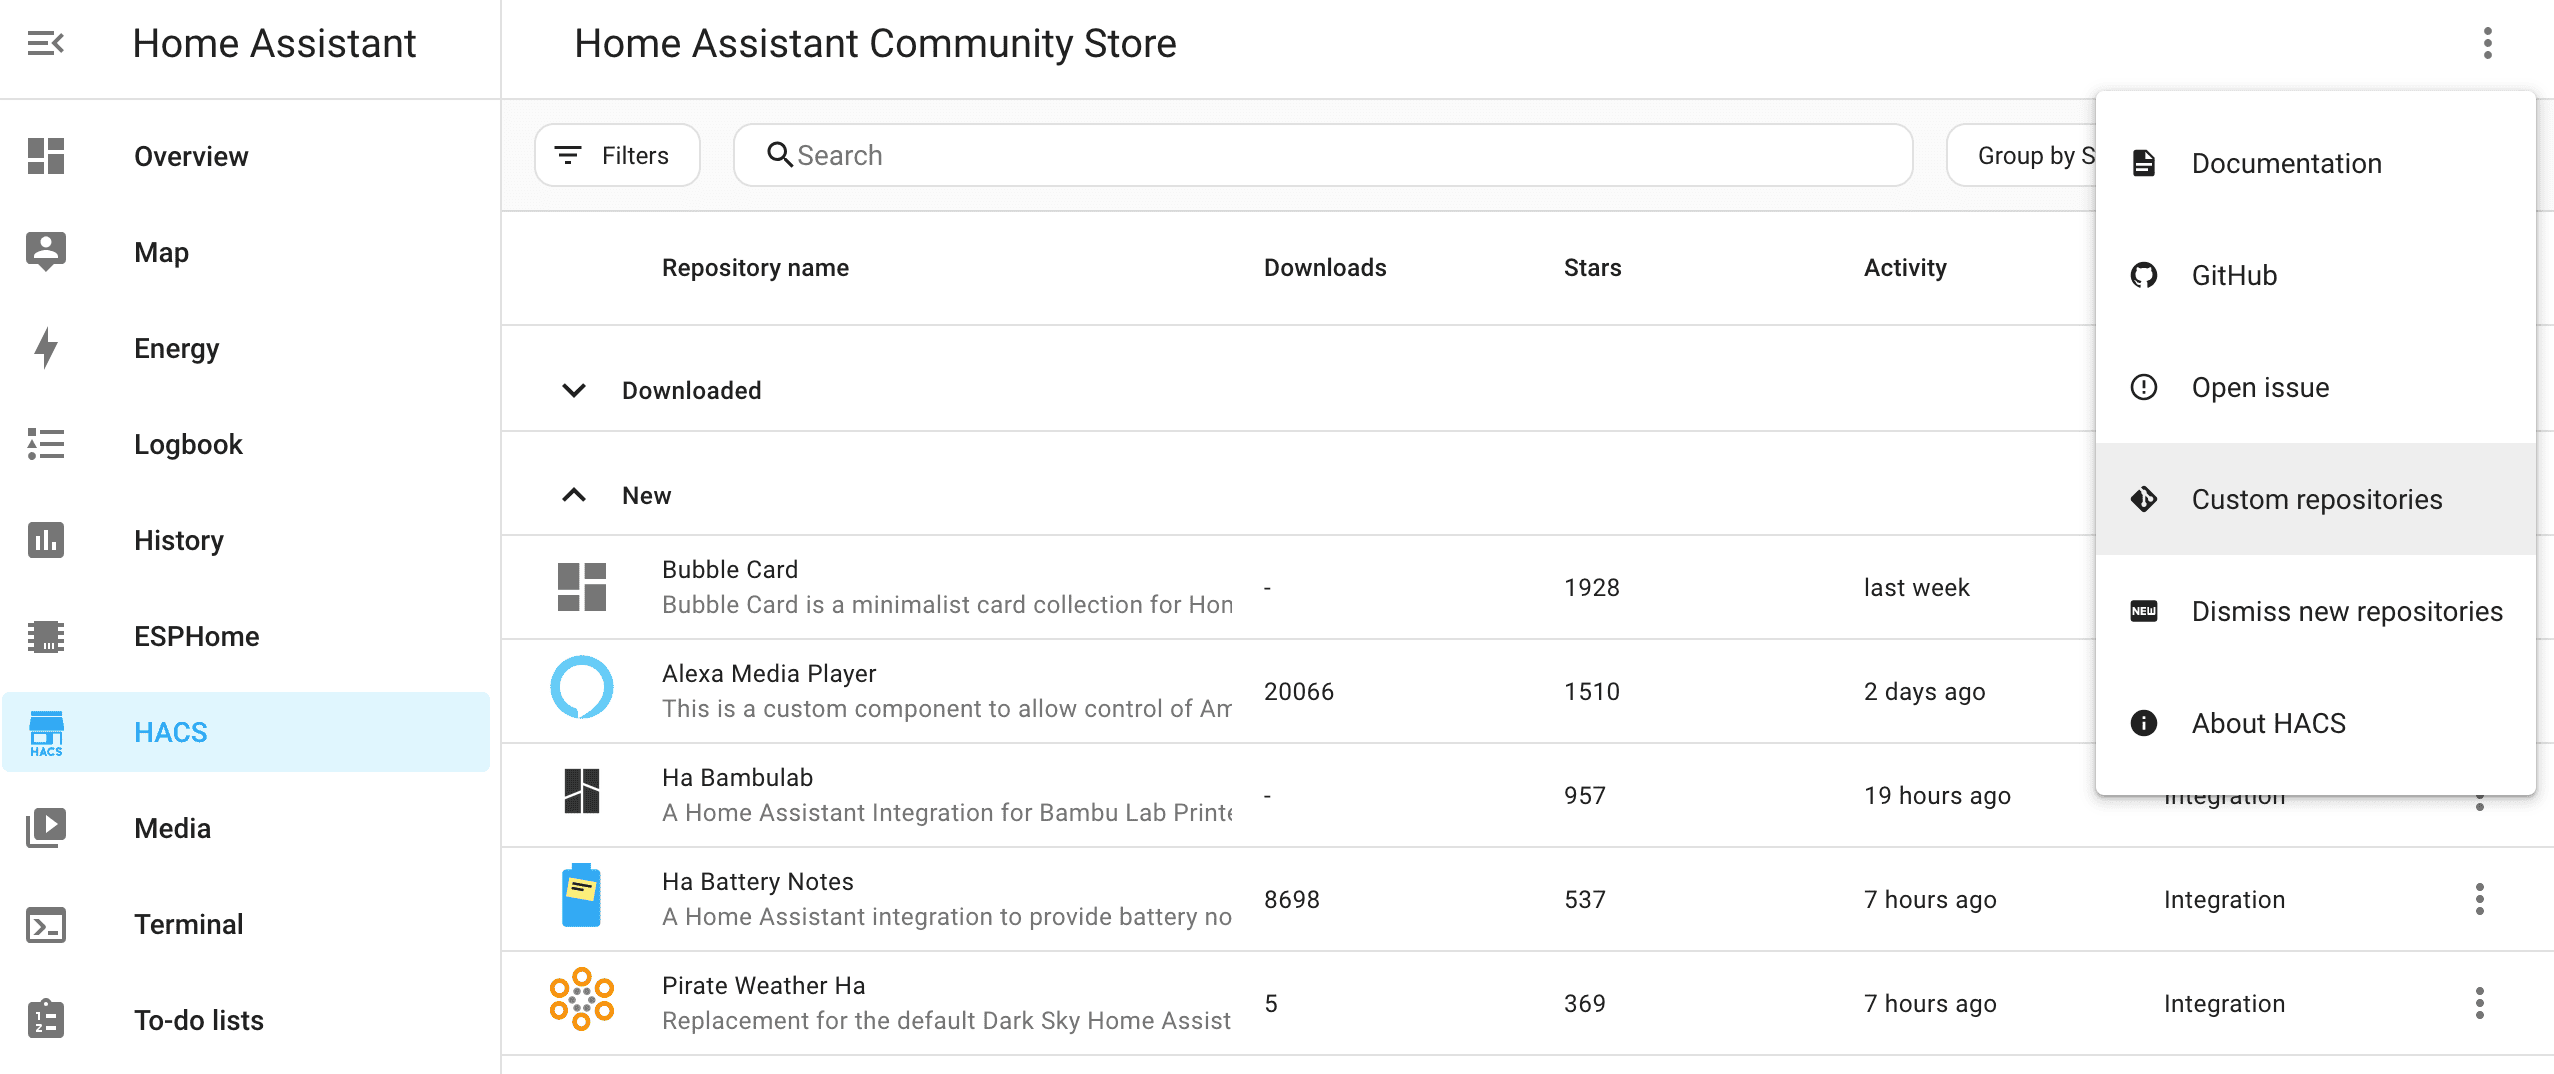 Home Assistant
Home Assistant Community Store
Overview
Map
Energy
Logbook
History
ESPHome
HACS
HACS
Media
Terminal
To-do lists
Filters
Search
Group by S
Repository name
Downloads
Stars
Activity
Downloaded
New
Bubble Card
Bubble Card is a minimalist card collection for Hon
-
1928
last week
Alexa Media Player
This is a custom component to allow control of Am
20066
1510
2 days ago
Ha Bambulab
A Home Assistant Integration for Bambu Lab Printe
-
957
19 hours ago
Integration
Ha Battery Notes
A Home Assistant integration to provide battery no
8698
537
7 hours ago
Integration
Pirate Weather Ha
Replacement for the default Dark Sky Home Assist
5
369
7 hours ago
Integration
Documentation
GitHub
Open issue
Custom repositories
NEW
Dismiss new repositories
About HACS